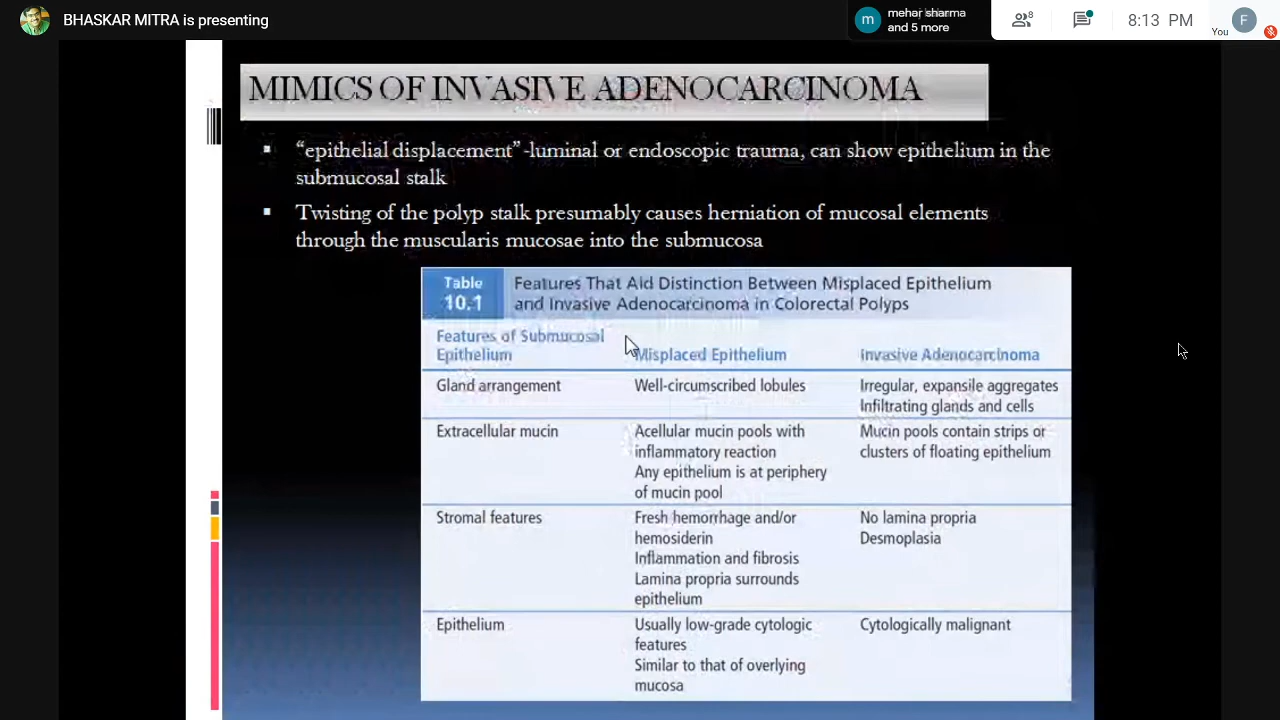 BHASKAR MITRA is presenting
m
mehar sharma
and 5 more
8
8:13 PM
You
F
MIMICS OF INVASIVE ADENOCARCINOMA
“epithelial displacement” -luminal or endoscopic trauma, can show epithelium in the
submucosal stalk
Twisting of the polyp stalk presumably causes herniation of mucosal elements
through the muscularis mucosae into the submucosa
Table
10.1
Features That Aid Distinction Between Misplaced Epithelium
and Invasive Adenocarcinoma in Colorectal Polyps
Features of Submucosal
Epithelium
Misplaced Epithelium
Invasive Adenocarcinoma
Gland arrangement
Well-circumscribed lobules
Irregular, expansile aggregates
Infiltrating glands and cells
Extracellular mucin
Acellular mucin pools with
inflammatory reaction
Any epithelium is at periphery
of mucin pool
Mucin pools contain strips or
clusters of floating epithelium
Stromal features
Fresh hemorrhage and/or
hemosiderin
Inflammation and fibrosis
Lamina propria surrounds
epithelium
No lamina propria
Desmoplasia
Epithelium
Usually low-grade cytologic
features
Similar to that of overlying
mucosa
Cytologically malignant